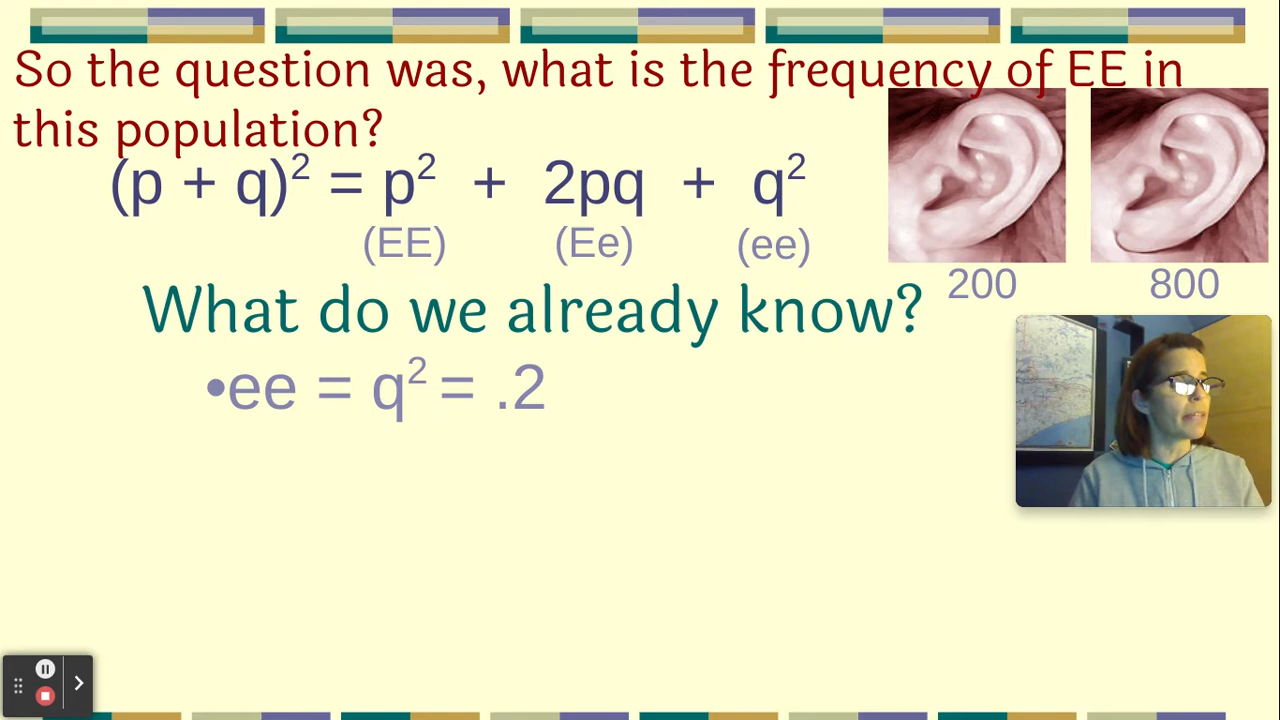 So the question was, what is the frequency of EE in
this population?
(p + q)² = p² + 2pq + q²
(EE) (Ee) (ee)
200 800
What do we already know?
•ee = q² = .2